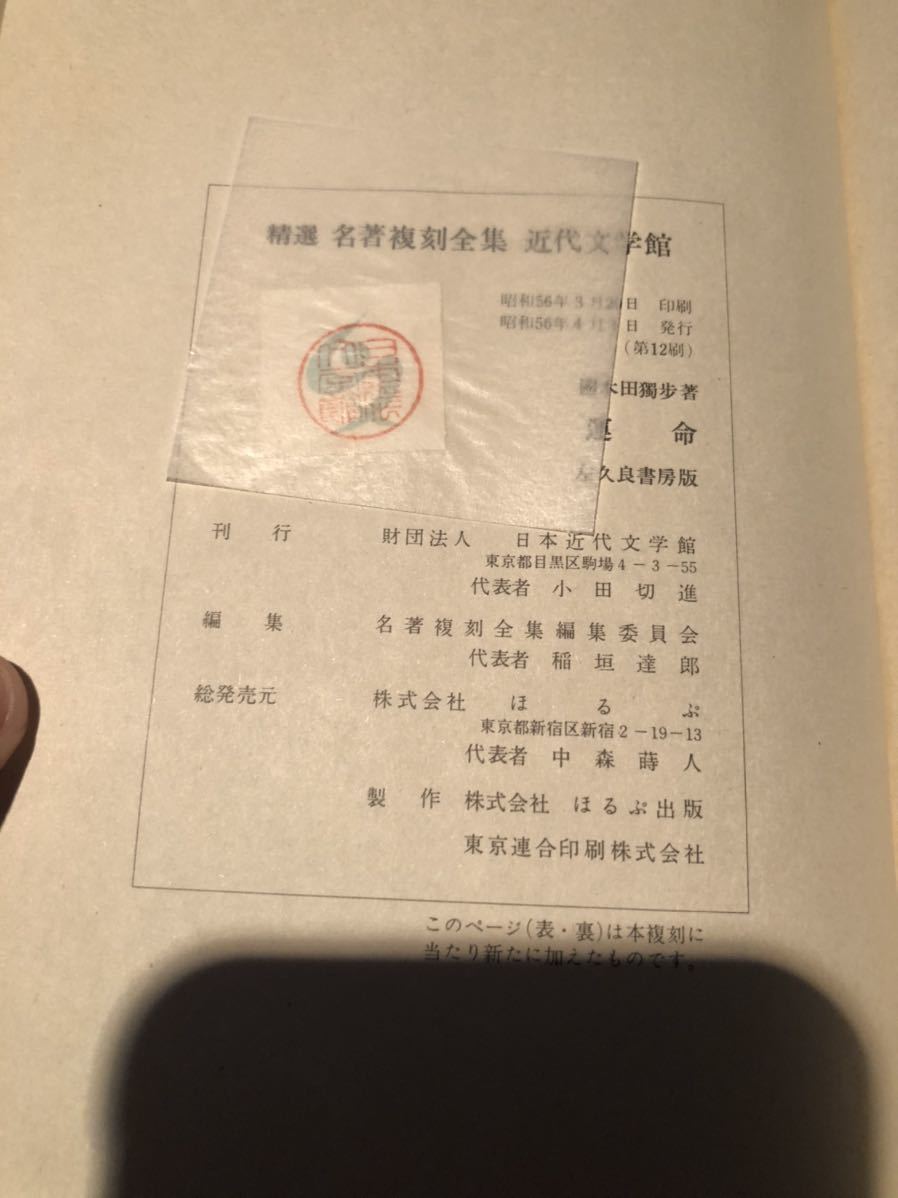 精選 名著複刻全集 近代文学館
昭和56年3月20日 印刷
昭和56年4月1日 発行
(第12刷)
國木田獨歩著
運命
左久良書房版
刊行 財団法人 日本近代文学館
東京都目黒区駒場4-3-55
代表者 小田切進
編集 名著複刻全集編集委員会
代表者 稲垣達郎
総発売元 株式会社 ほるぷ
東京都新宿区新宿2-19-13
代表者 中森蒔人
製作 株式会社 ほるぷ出版
東京連合印刷株式会社
このページ(表・裏)は本複刻に
当たり新たに加えたものです。